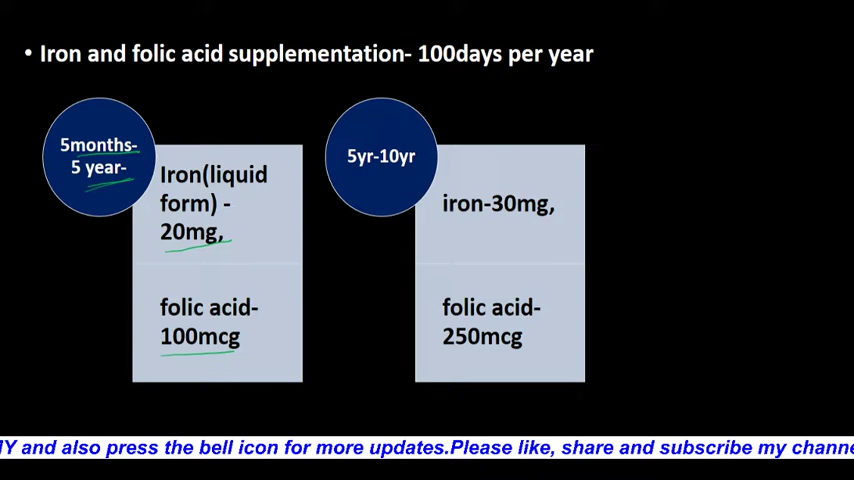 • Iron and folic acid supplementation- 100days per year
5months-
5 year-
Iron(liquid
form) -
20mg,
folic acid-
100mcg
5yr-10yr
iron-30mg,
folic acid-
250mcg
and also press the bell icon for more updates.Please like, share and subscribe my